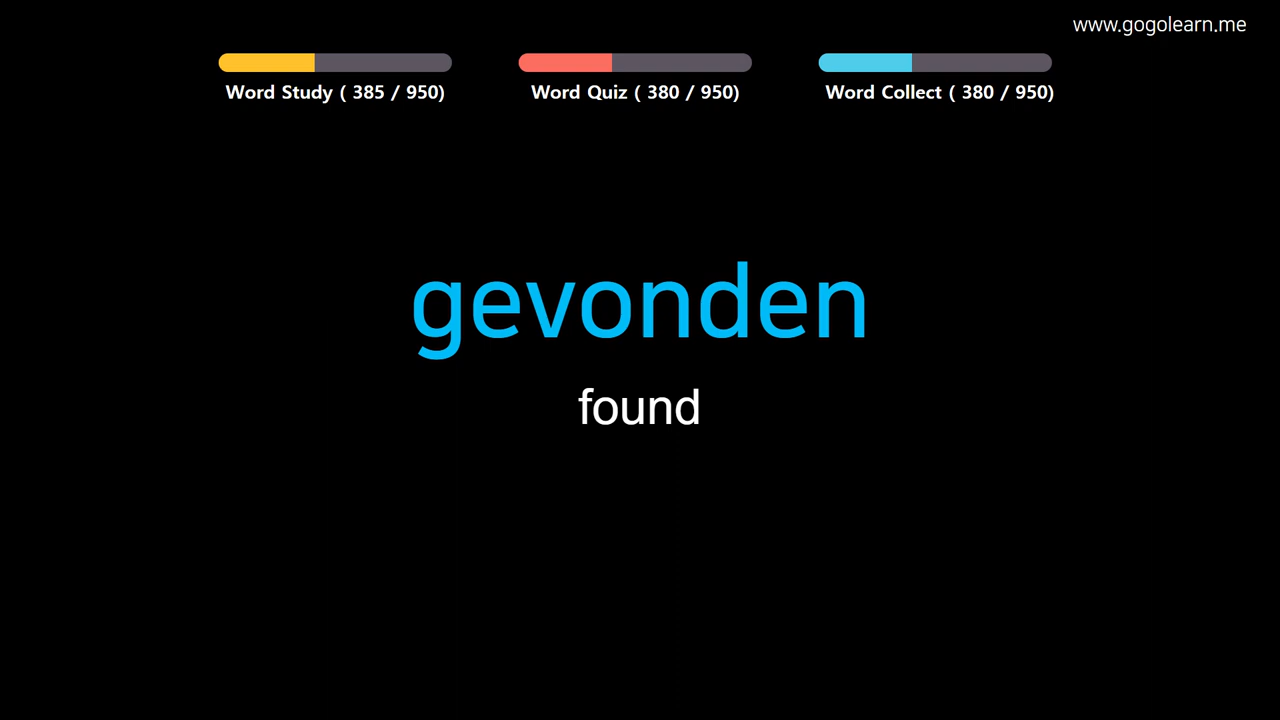 www.gogolearn.me
Word Study ( 385 / 950)
Word Quiz ( 380 / 950)
Word Collect ( 380 / 950)
gevonden
found